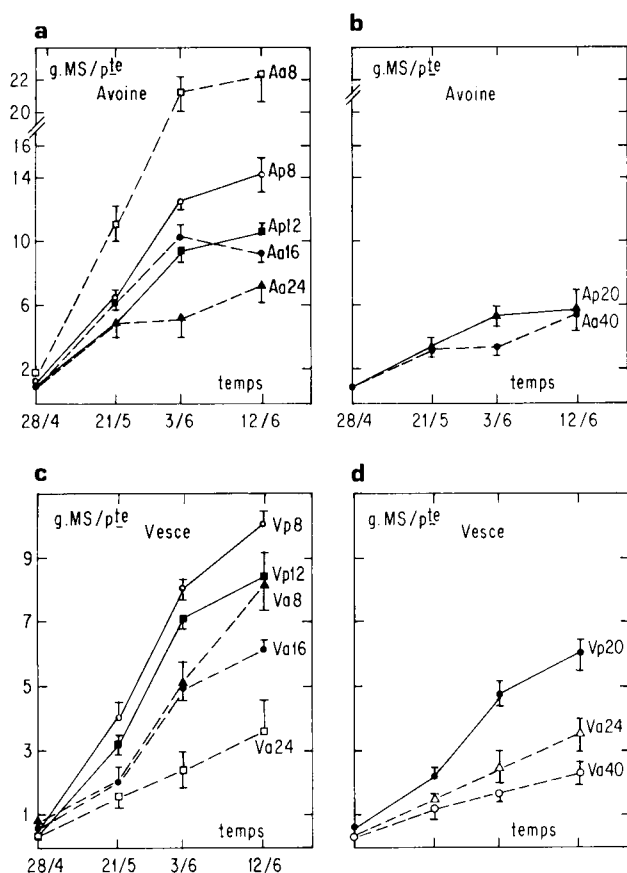 a
g.MS/pte
Avoine
Aa8
Ap8
Ap12
Aa16
Aa24
22
20
16
14
10
6
2
temps
28/4 21/5 3/6 12/6
b
g.MS/pte
Avoine
Ap20
Aa40
temps
28/4 21/5 3/6 12/6
c
g.MS/pte
Vesce
Vp8
Vp12
Va8
Va16
Va24
9
7
5
3
1
temps
28/4 21/5 3/6 12/6
d
g.MS/pte
Vesce
Vp20
Va24
Va40
temps